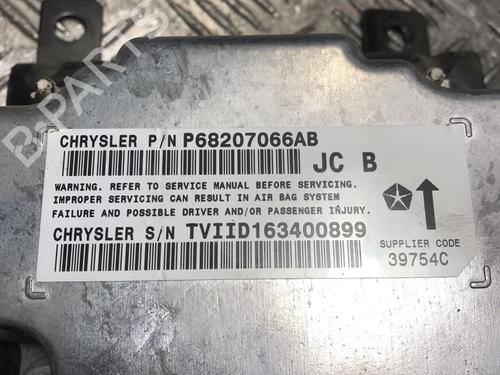 CHRYSLER P/N P68207066AB
JC B
WARNING. REFER TO SERVICE MANUAL BEFORE SERVICING.
IMPROPER SERVICING CAN RESULT IN AIR BAG SYSTEM
FAILURE AND POSSIBLE DRIVER AND/OR PASSENGER INJURY.
CHRYSLER S/N TVIID163400899
SUPPLIER CODE
39754C
B-PARTS